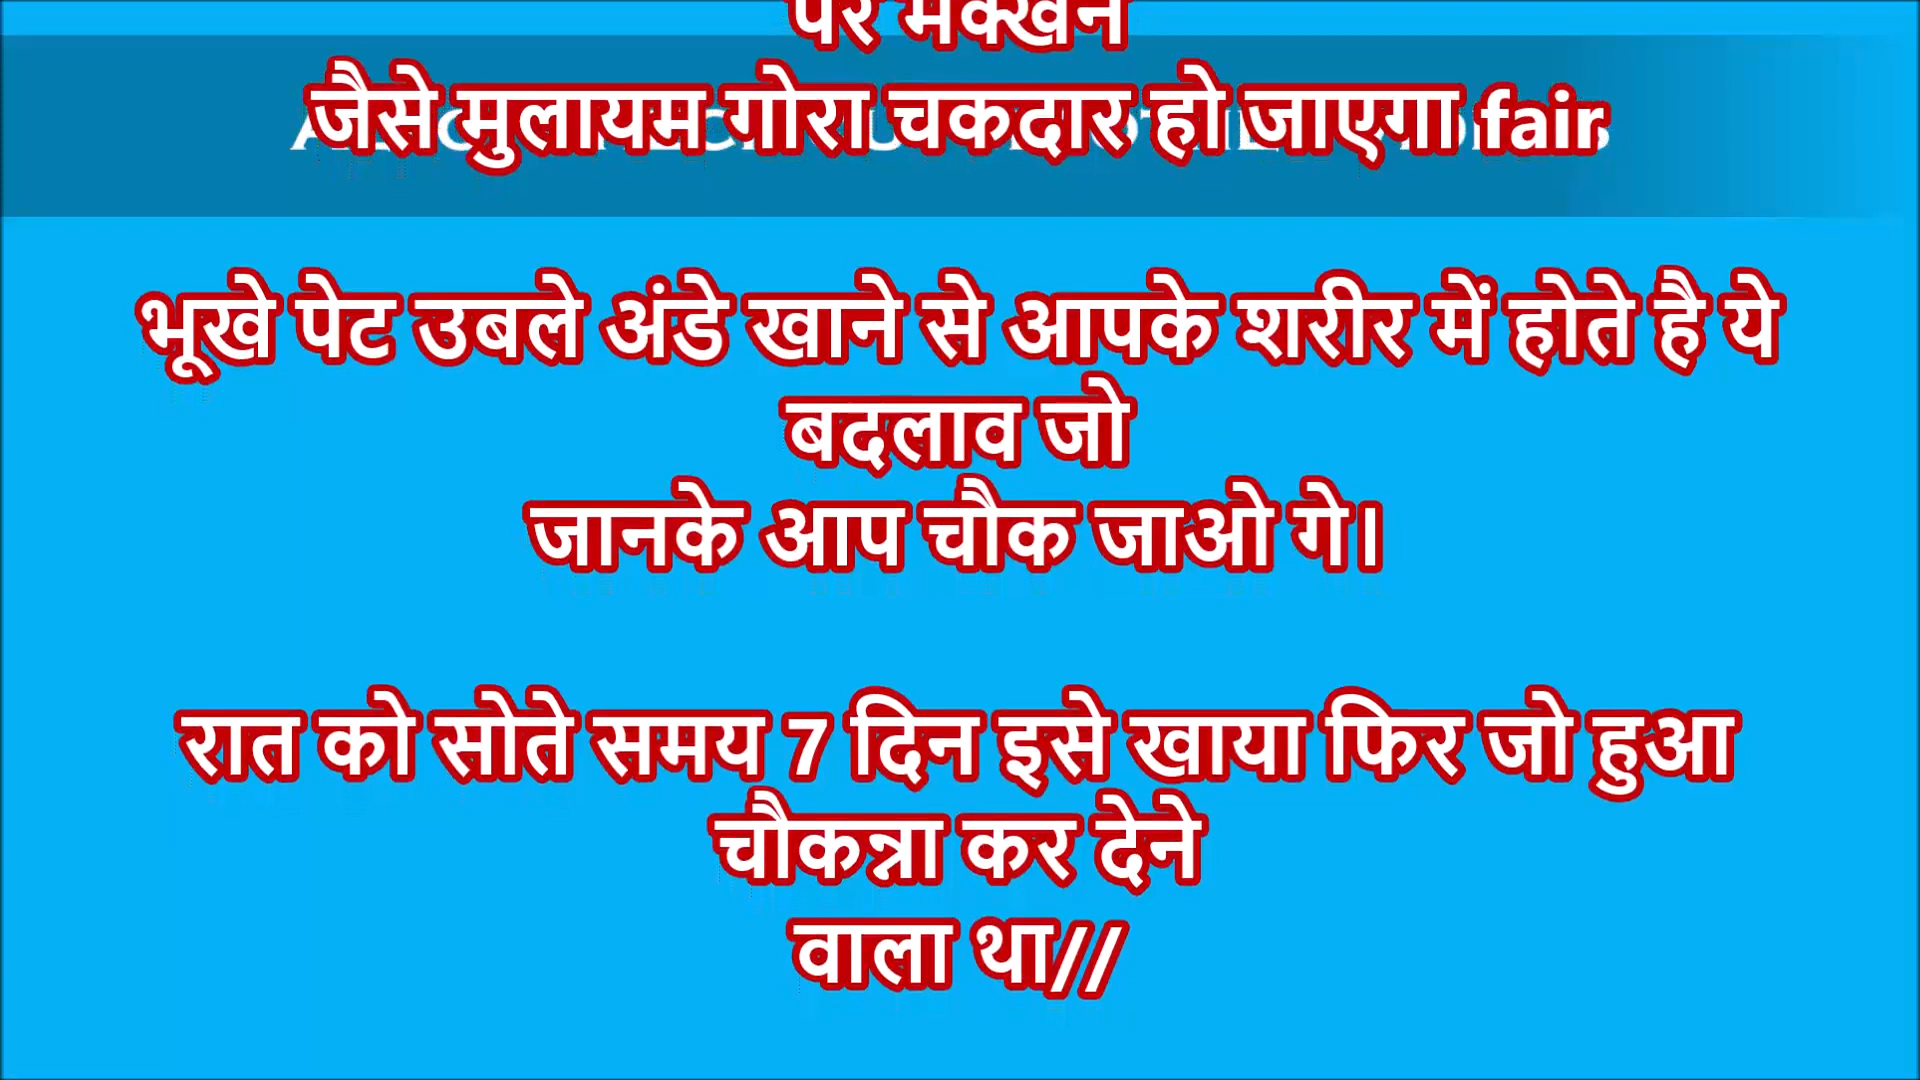 पर मक्खन
जैसे मुलायम गोरा चकदार हो जाएगा fair
भूखे पेट उबले अंडे खाने से आपके शरीर में होते है ये
बदलाव जो
जानके आप चौक जाओ गे।
रात को सोते समय 7 दिन इसे खाया फिर जो हुआ
चौकन्ना कर देने
वाला था//